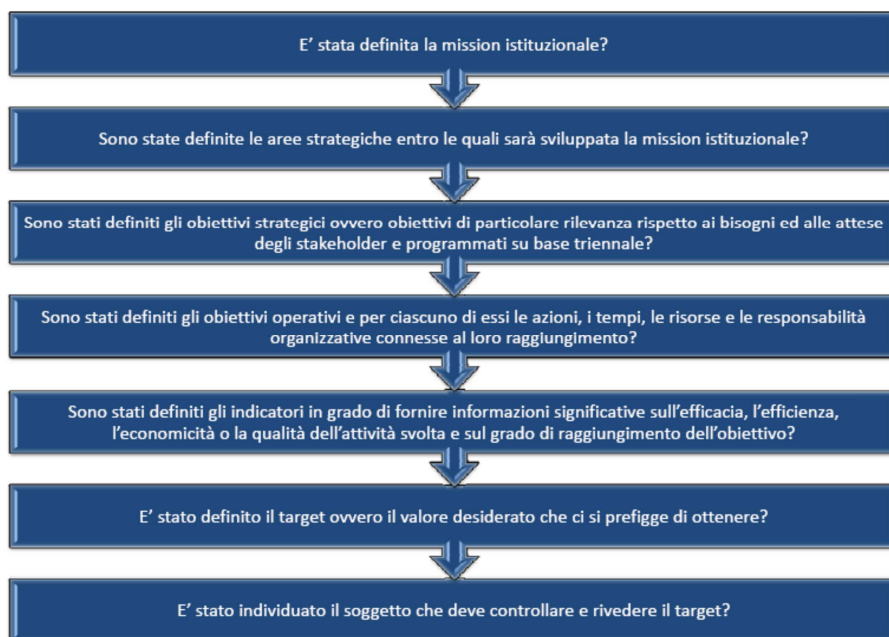 E’ stata definita la mission istituzionale?
Sono state definite le aree strategiche entro le quali sarà sviluppata la mission istituzionale?
Sono stati definiti gli obiettivi strategici ovvero obiettivi di particolare rilevanza rispetto ai bisogni ed alle attese
degli stakeholder e programmati su base triennale?
Sono stati definiti gli obiettivi operativi e per ciascuno di essi le azioni, i tempi, le risorse e le responsabilità
organizzative connesse al loro raggiungimento?
Sono stati definiti gli indicatori in grado di fornire informazioni significative sull’efficacia, l’efficienza,
l’economicità o la qualità dell’attività svolta e sul grado di raggiungimento dell’obiettivo?
E’ stato definito il target ovvero il valore desiderato che ci si prefigge di ottenere?
E’ stato individuato il soggetto che deve controllare e rivedere il target?